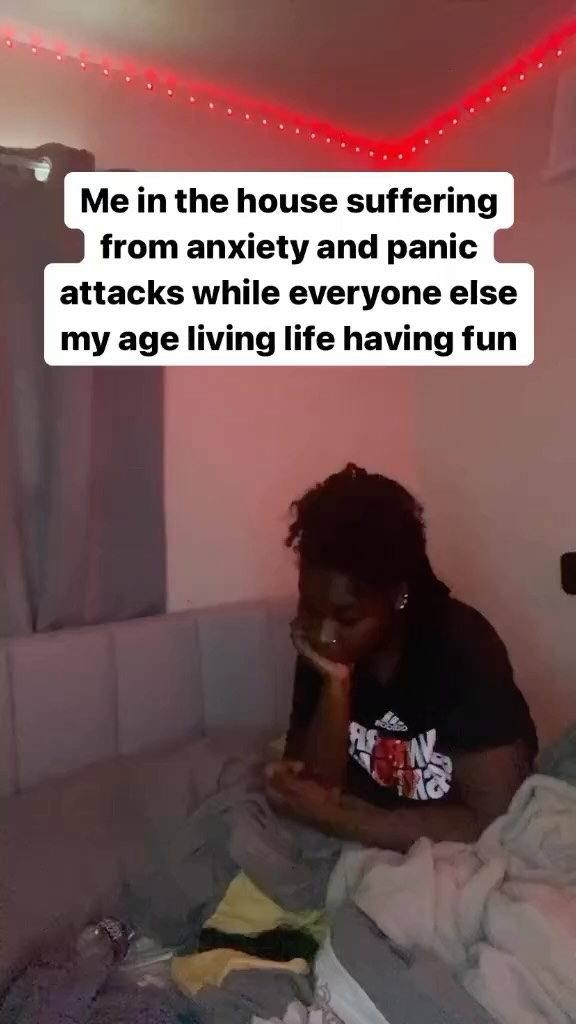 Me in the house suffering
from anxiety and panic
attacks while everyone else
my age living life having fun